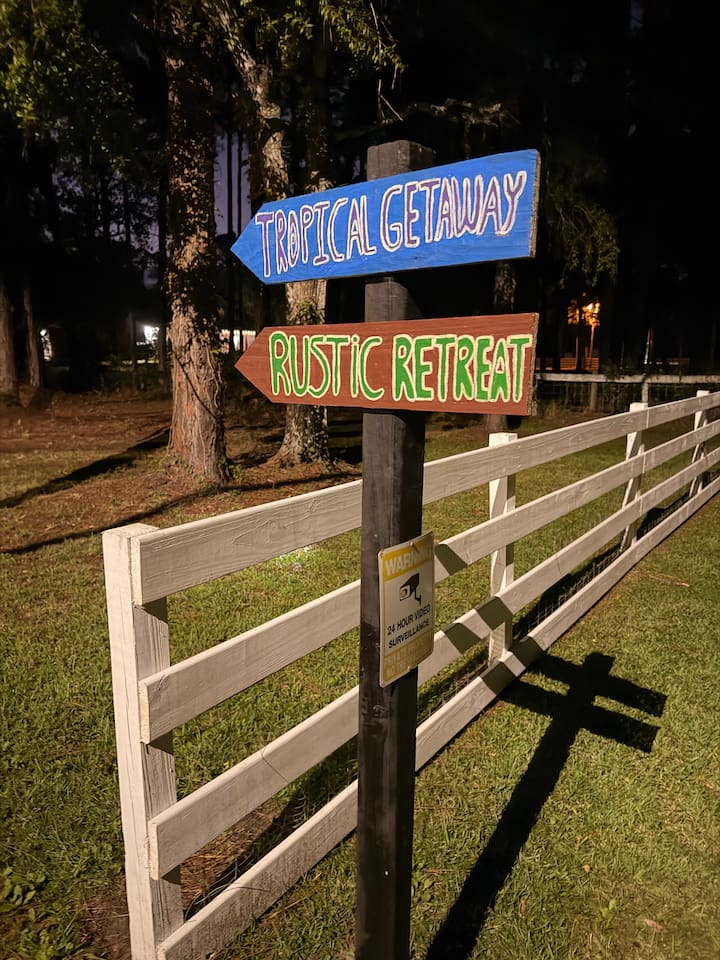 TROPICAL GETAWAY
RUSTIC RETREAT
WARNING
24 HOUR VIDEO
SURVEILLANCE